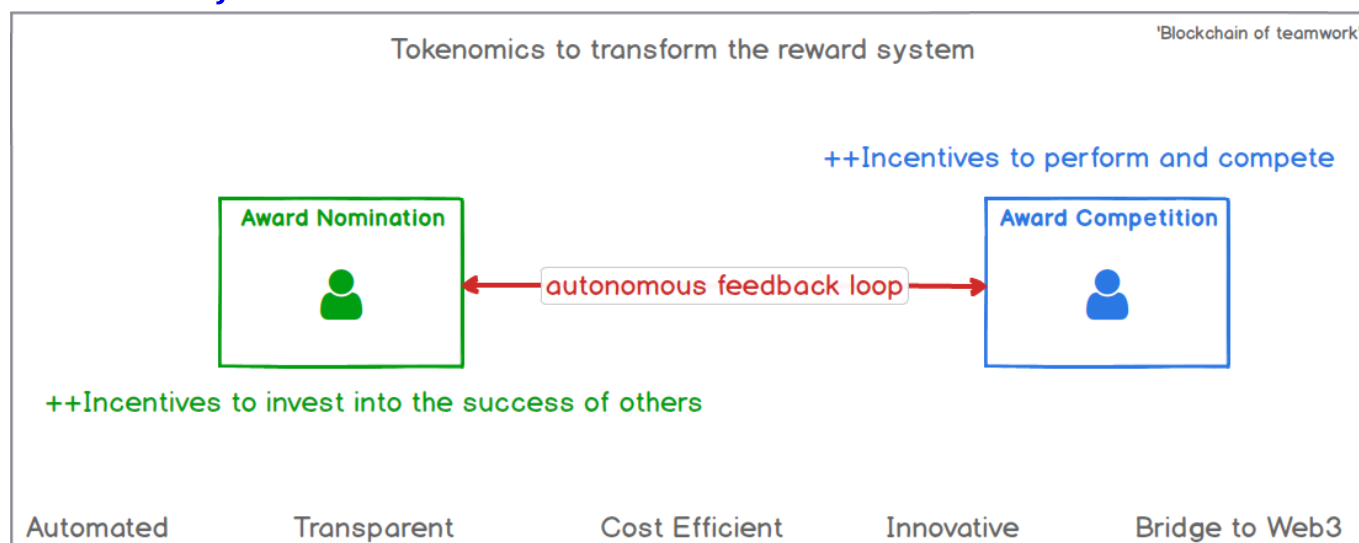 'Blockchain of teamwork'
Tokenomics to transform the reward system
++Incentives to perform and compete
Award Nomination
Award Competition
autonomous feedback loop
++Incentives to invest into the success of others
Automated Transparent Cost Efficient Innovative Bridge to Web3